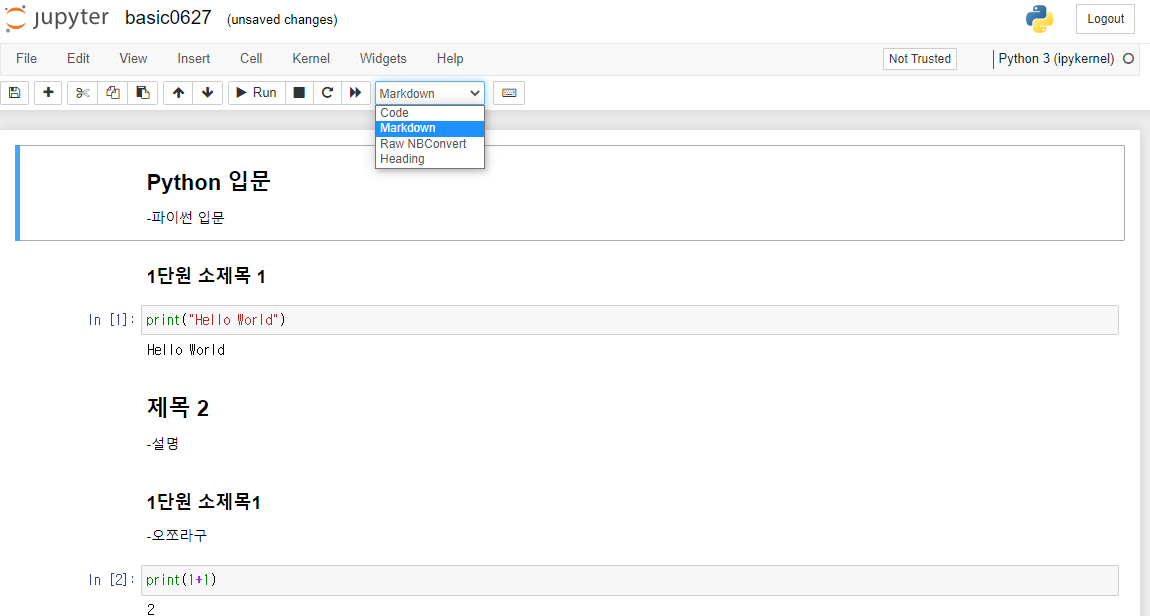 jupyter basic0627 (unsaved changes) Logout
File Edit View Insert Cell Kernel Widgets Help Not Trusted Python 3 (ipykernel)
Run Markdown
Code
Markdown
Raw NBConvert
Heading
Python 입문
-파이썬 입문
1단원 소제목 1
In [1]: print("Hello World")
Hello World
제목 2
-설명
1단원 소제목1
-오쪼라구
In [2]: print(1+1)
2